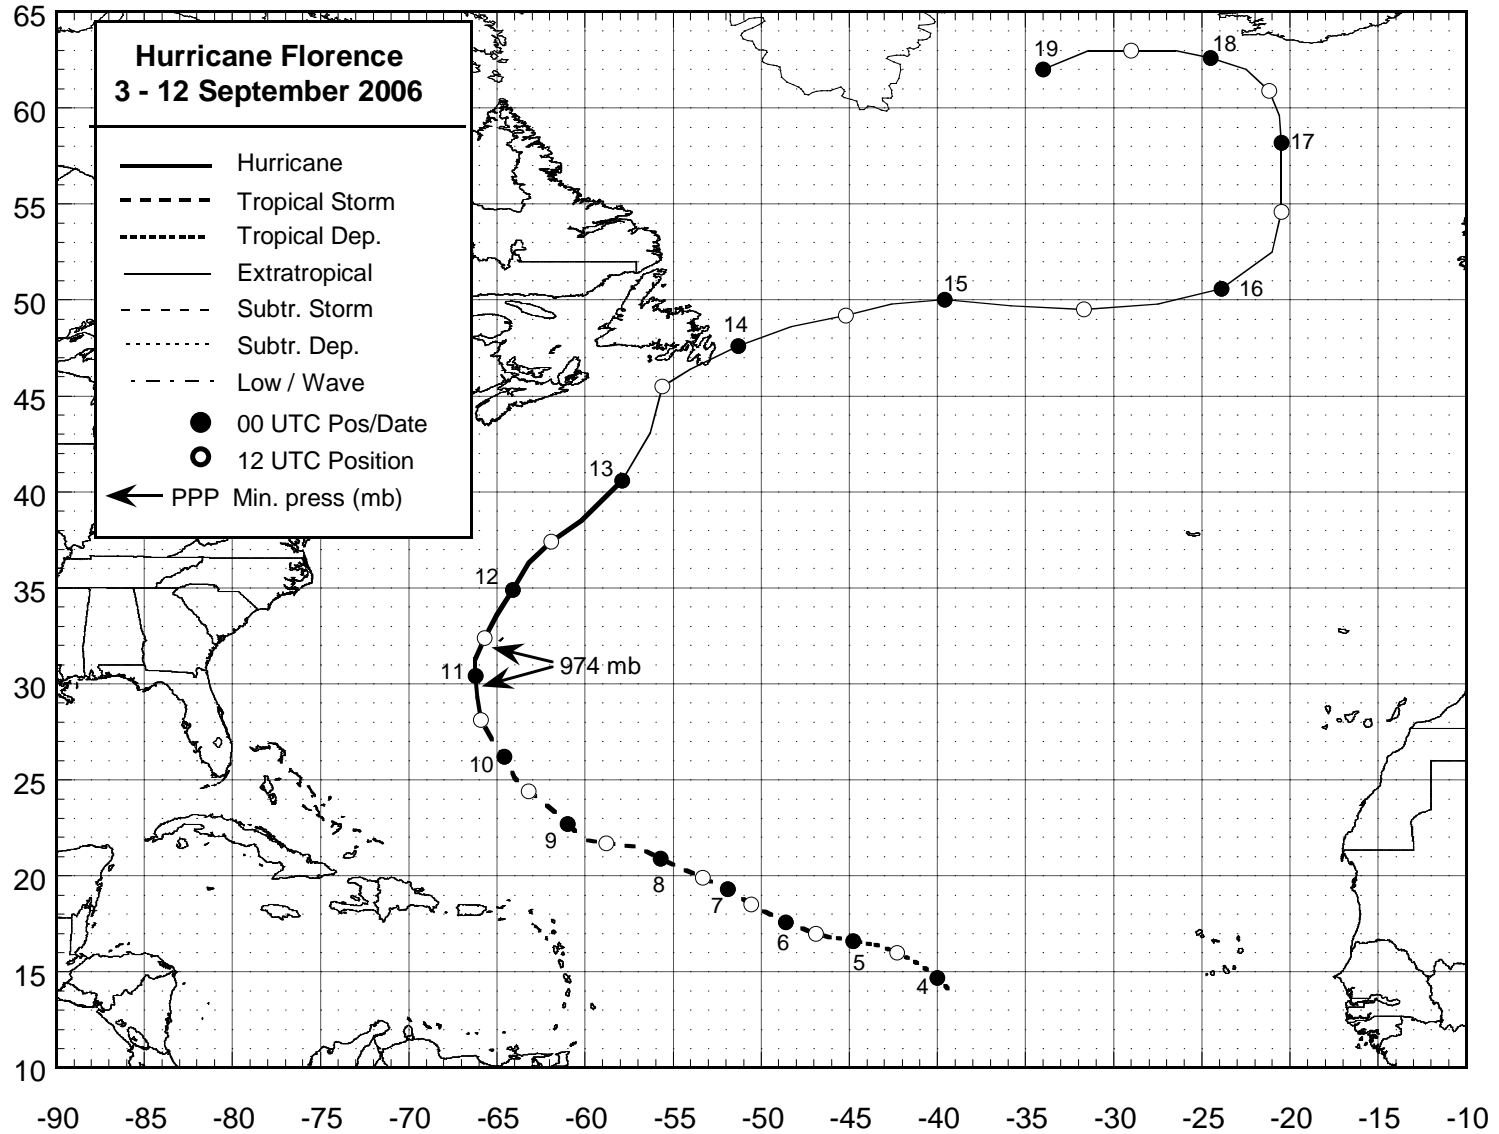 Hurricane Florence
3 - 12 September 2006
Hurricane
Tropical Storm
Tropical Dep.
Extratropical
Subtr. Storm
Subtr. Dep.
Low / Wave
00 UTC Pos/Date
12 UTC Position
PPP Min. press (mb)
65
60
55
50
45
40
35
30
25
20
15
10
19
18
17
16
15
14
13
12
11
974 mb
10
9
8
7
6
5
4
-90 -85 -80 -75 -70 -65 -60 -55 -50 -45 -40 -35 -30 -25 -20 -15 -10